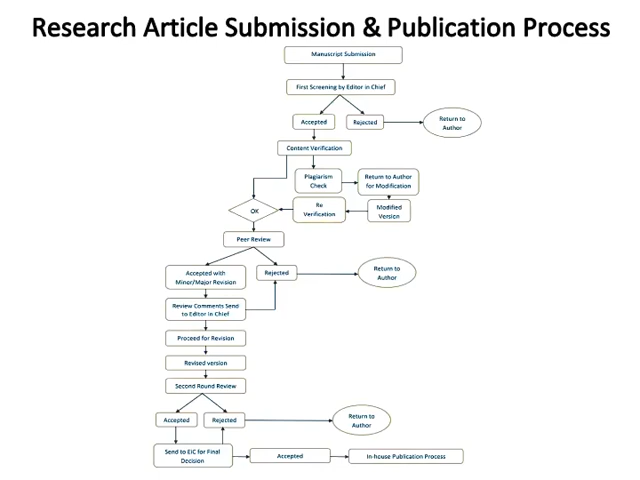 Research Article Submission & Publication Process
Manuscript Submission
First Screening by Editor in Chief
Accepted
Rejected
Return to
Author
Content Verification
Plagiarism
Check
Return to Author
for Modification
OK
Re
Verification
Modified
Version
Peer Review
Accepted with
Minor/Major Revision
Rejected
Return to
Author
Review Comments Send
to Editor in Chief
Proceed for Revision
Revised version
Second Round Review
Accepted
Rejected
Return to
Author
Send to EiC for Final
Decision
Accepted
In-house Publication Process